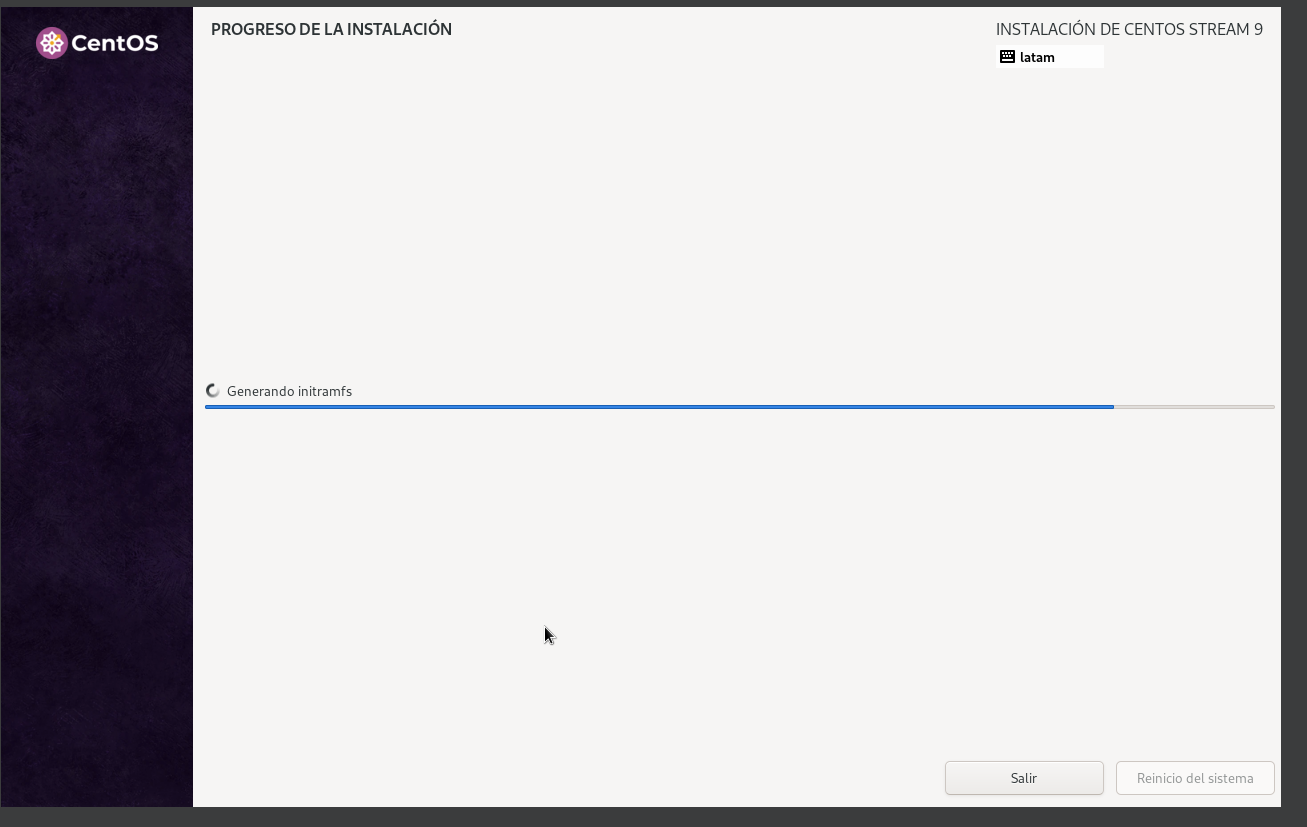 CentOS
PROGRESO DE LA INSTALACIÓN
INSTALACIÓN DE CENTOS STREAM 9
latam
Generando initramfs
Salir
Reinicio del sistema